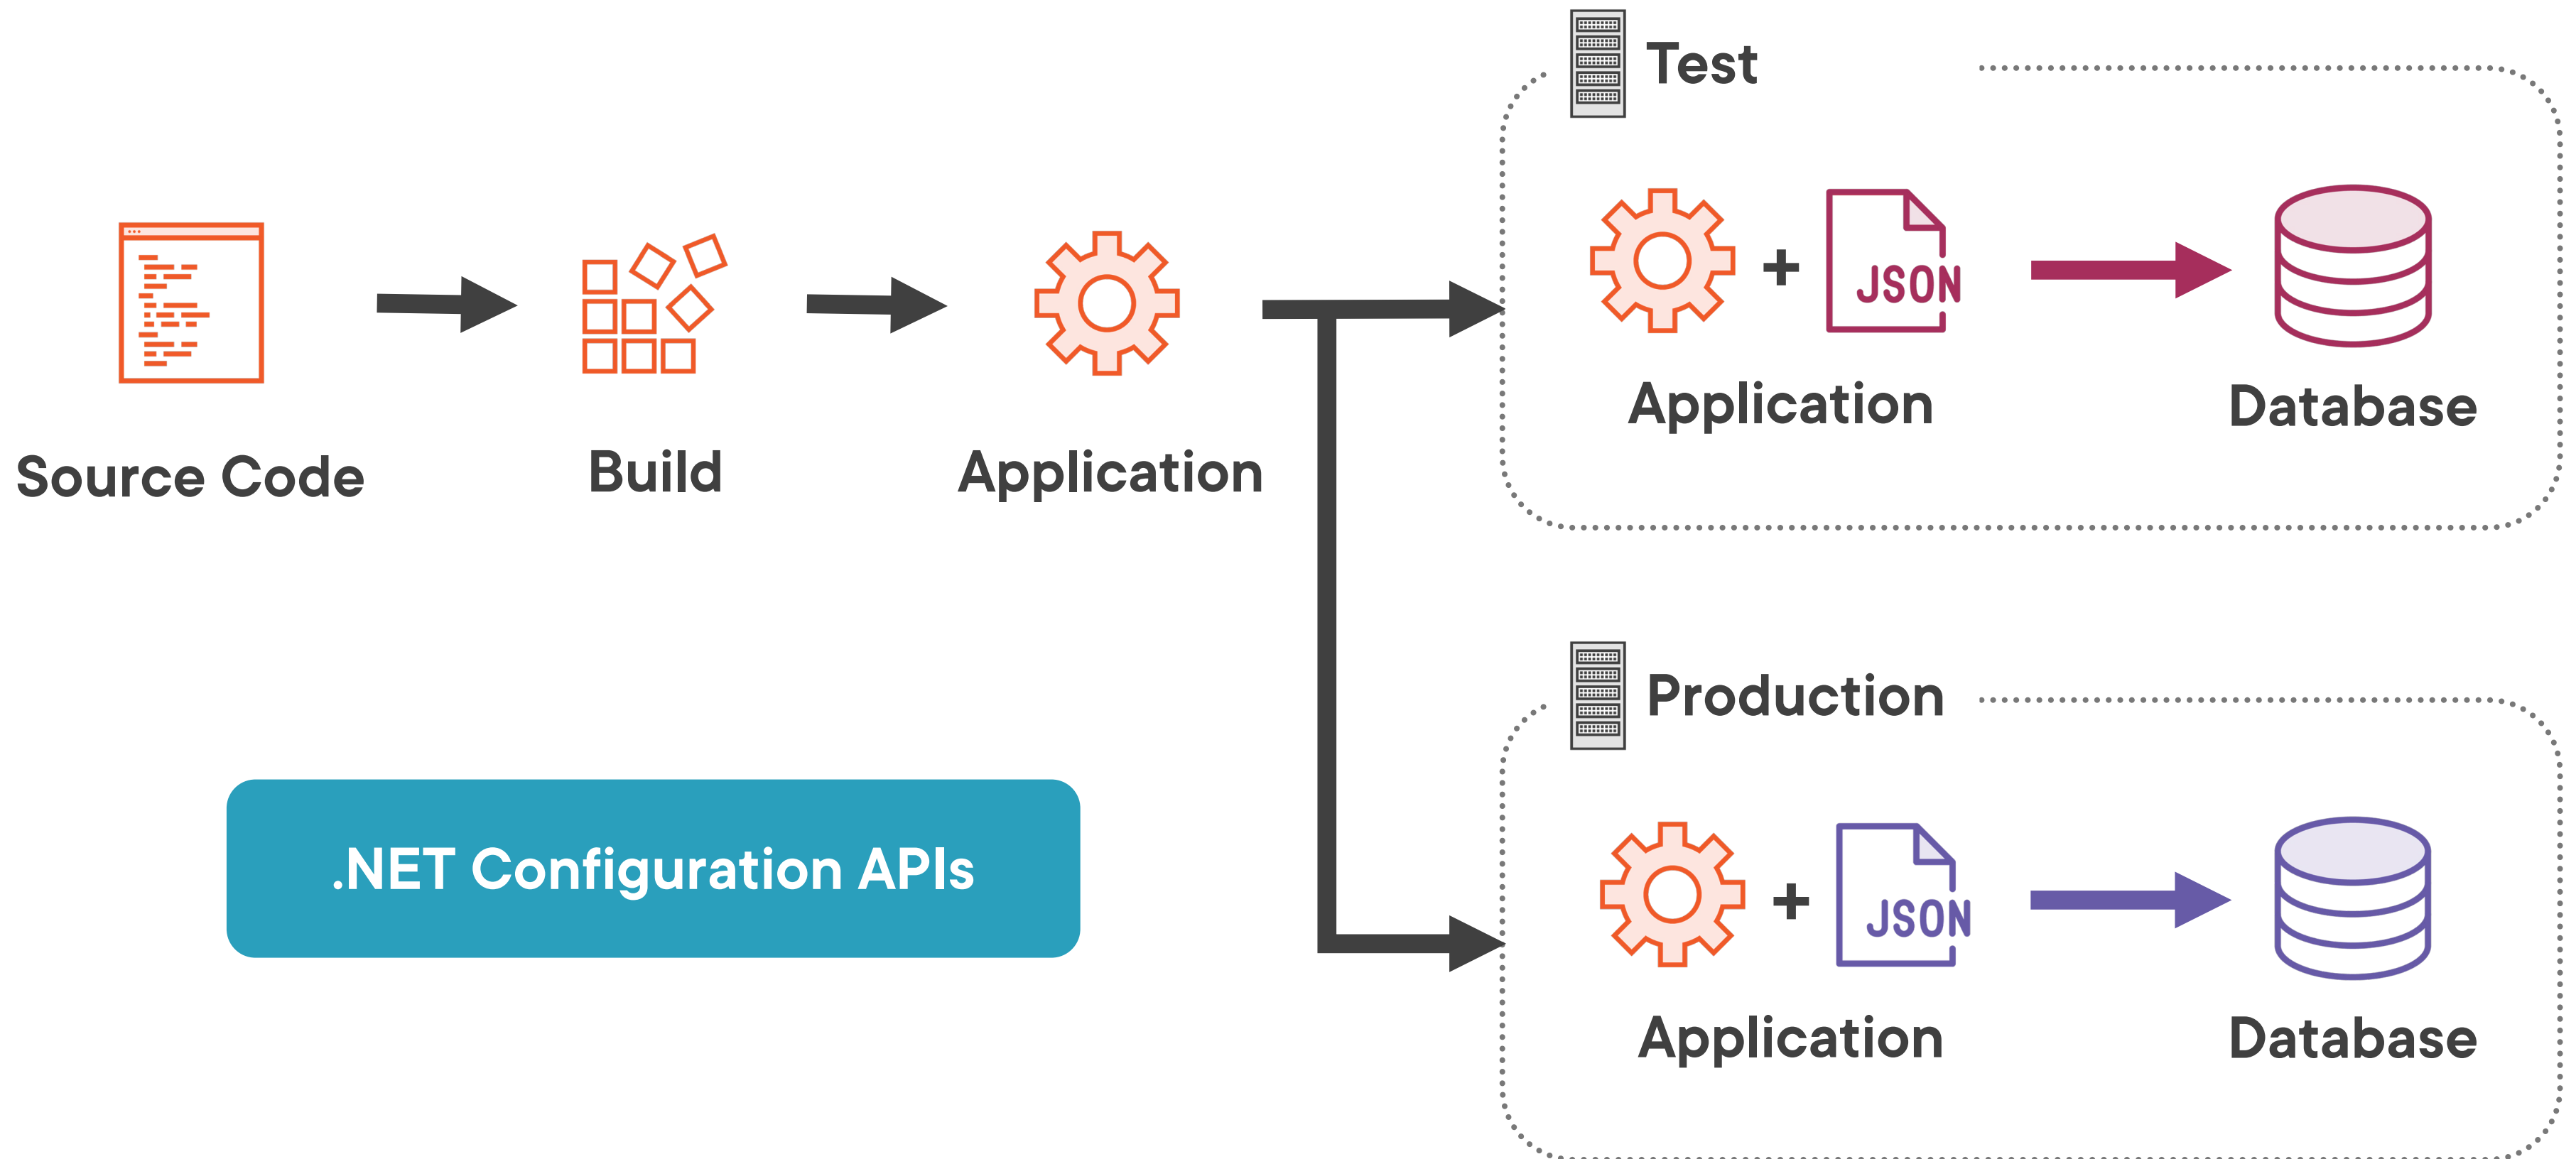 Test
JSON
Application
Database
Source Code
Build
Application
Production
.NET Configuration APIs
JSON
Application
Database